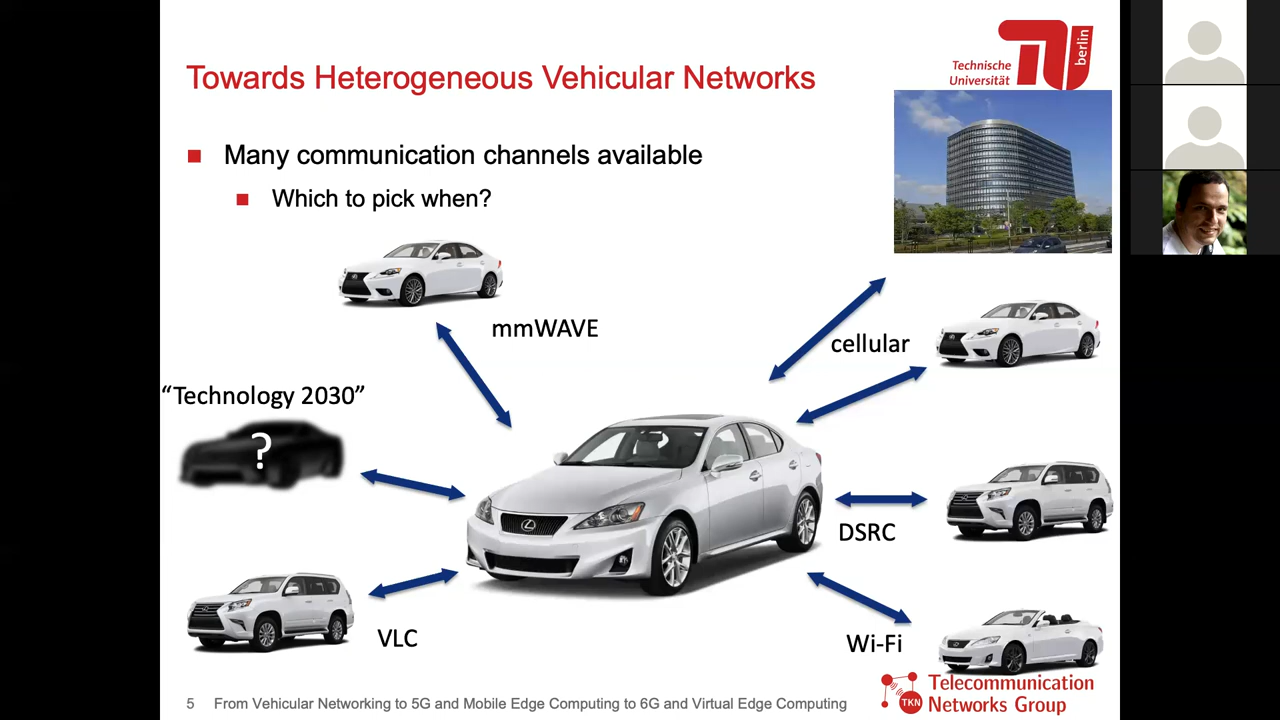 Towards Heterogeneous Vehicular Networks
Technische
Universität
berlin
Many communication channels available
Which to pick when?
mmWAVE
cellular
“Technology 2030”
?
DSRC
VLC
Wi-Fi
TKN
Telecommunication
Networks Group
5 From Vehicular Networking to 5G and Mobile Edge Computing to 6G and Virtual Edge Computing